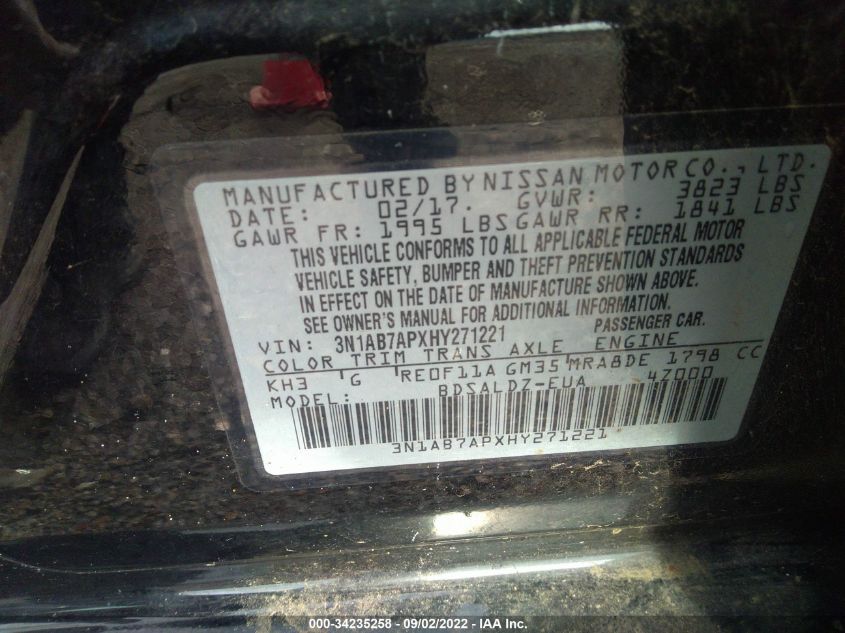 MANUFACTURED BY NISSAN MOTOR CO., LTD.
DATE: 02/17. GVWR: 3823 LBS
GAWR FR: 1995 LBS GAWR RR: 1841 LBS
THIS VEHICLE CONFORMS TO ALL APPLICABLE FEDERAL MOTOR
VEHICLE SAFETY, BUMPER AND THEFT PREVENTION STANDARDS
IN EFFECT ON THE DATE OF MANUFACTURE SHOWN ABOVE.
SEE OWNER'S MANUAL FOR ADDITIONAL INFORMATION.
VIN: 3N1AB7APXHY271221 PASSENGER CAR.
COLOR TRIM TRANS AXLE ENGINE
KH3 G RE0F11A GM35 MRA8DE 1798 CC
MODEL: BDSALDZ-EUA 47000
3N1AB7APXHY271221
000-34235258 - 09/02/2022 - IAA Inc.